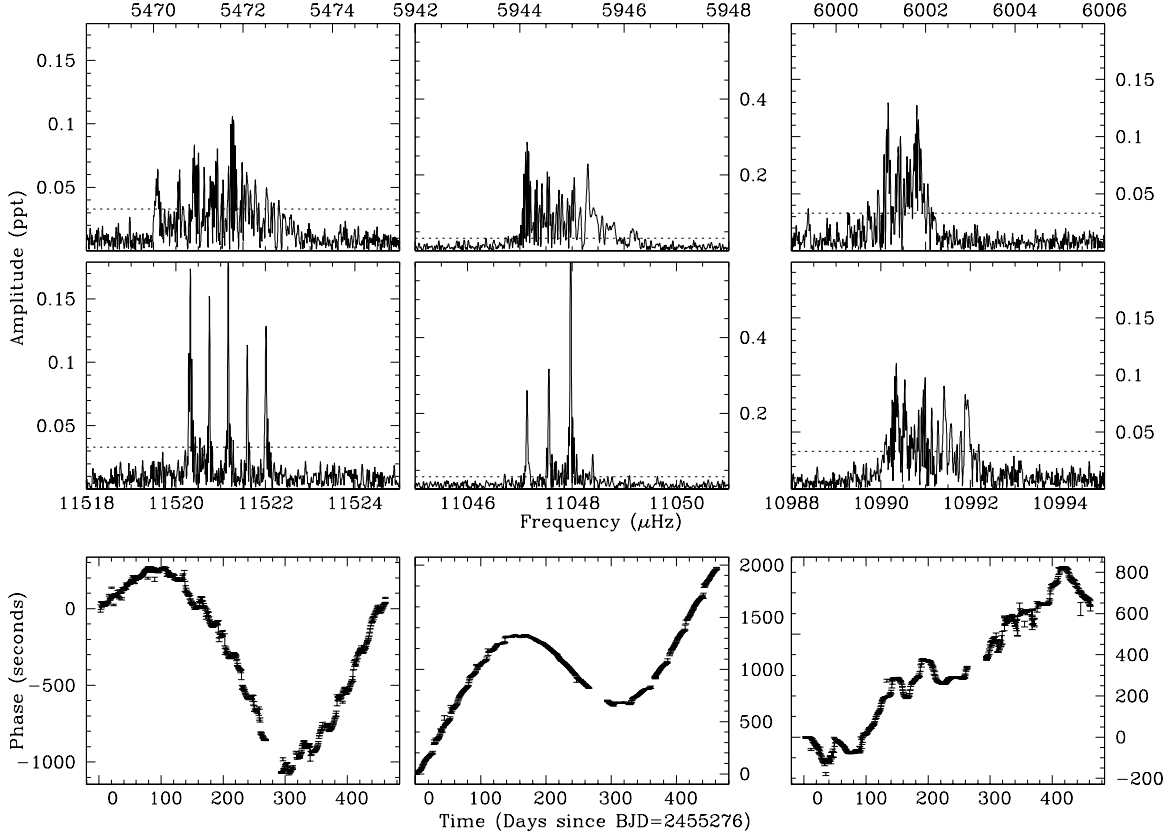 5470 5472 5474 5942 5944 5946 5948 6000 6002 6004 6006
0.15 0.4 0.15
0.1 0.2 0.1
0.05 0.05
0.15 0.4 0.15
0.1 0.2 0.1
0.05 0.05
Amplitude (ppt)
11518 11520 11522 11524 11046 11048 11050 10988 10990 10992 10994
Frequency (μHz)
0 2000 800
−500 1500 600
−1000 1000 400
500 200
0 0
−200
Phase (seconds)
0 100 200 300 400 0 100 200 300 400 0 100 200 300 400
Time (Days since BJD=2455276)